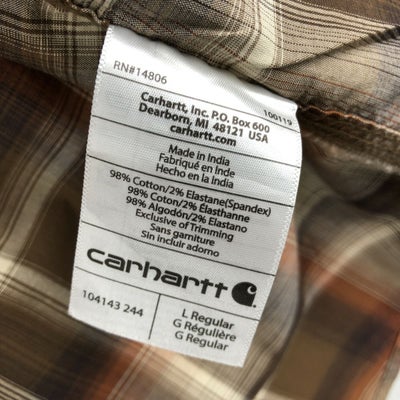 RN#14806
Carhartt, Inc. P.O. Box 600
Dearborn, MI 48121 USA
carhartt.com
100119
Made in India
Fabriqué en Inde
Hecho en la India
98% Cotton/2% Elastane(Spandex)
98% Cotton/2% Élasthanne
98% Algodón/2% Elastano
Exclusive of Trimming
Sans garniture
Sin incluir adorno
carhartt
104143 244
L Regular
G Régulière
G Regular